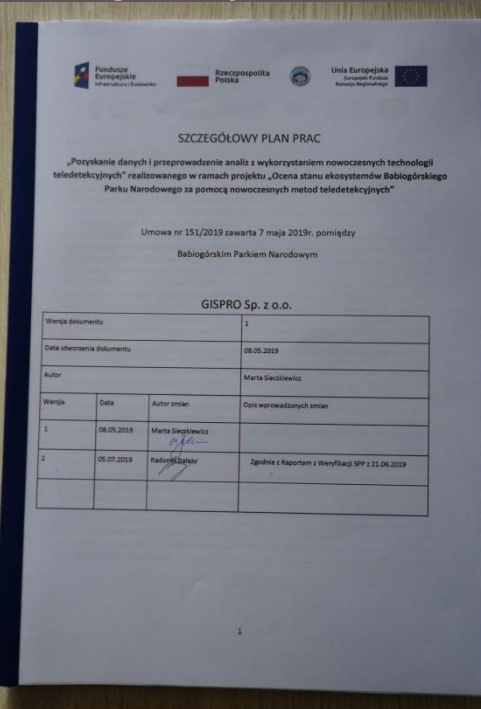 Fundusze
Europejskie
Infrastruktura i Środowisko
Rzeczpospolita
Polska
Unia Europejska
Europejski Fundusz
Rozwoju Regionalnego
SZCZEGÓŁOWY PLAN PRAC
„Pozyskanie danych i przeprowadzenie analiz z wykorzystaniem nowoczesnych technologii
teledetekcyjnych” realizowanego w ramach projektu „Ocena stanu ekosystemów Babiogórskiego
Parku Narodowego za pomocą nowoczesnych metod teledetekcyjnych”
Umowa nr 151/2019 zawarta 7 maja 2019r. pomiędzy
Babiogórskim Parkiem Narodowym
GISPRO Sp. z o.o.
Wersja dokumentu 1
Data utworzenia dokumentu 08.05.2019
Autor Marta Sieczkiewicz
Wersja Data Autor zmian Opis wprowadzonych zmian
1 08.05.2019 Marta Sieczkiewicz
2 05.07.2019 Zgodnie z Raportem z Weryfikacji SPP z 21.06.2019
1